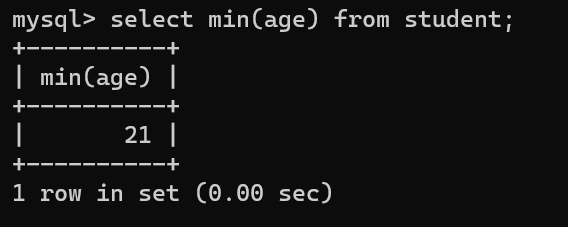 mysql> select min(age) from student;
+----------+
| min(age) |
+----------+
|       21 |
+----------+
1 row in set (0.00 sec)